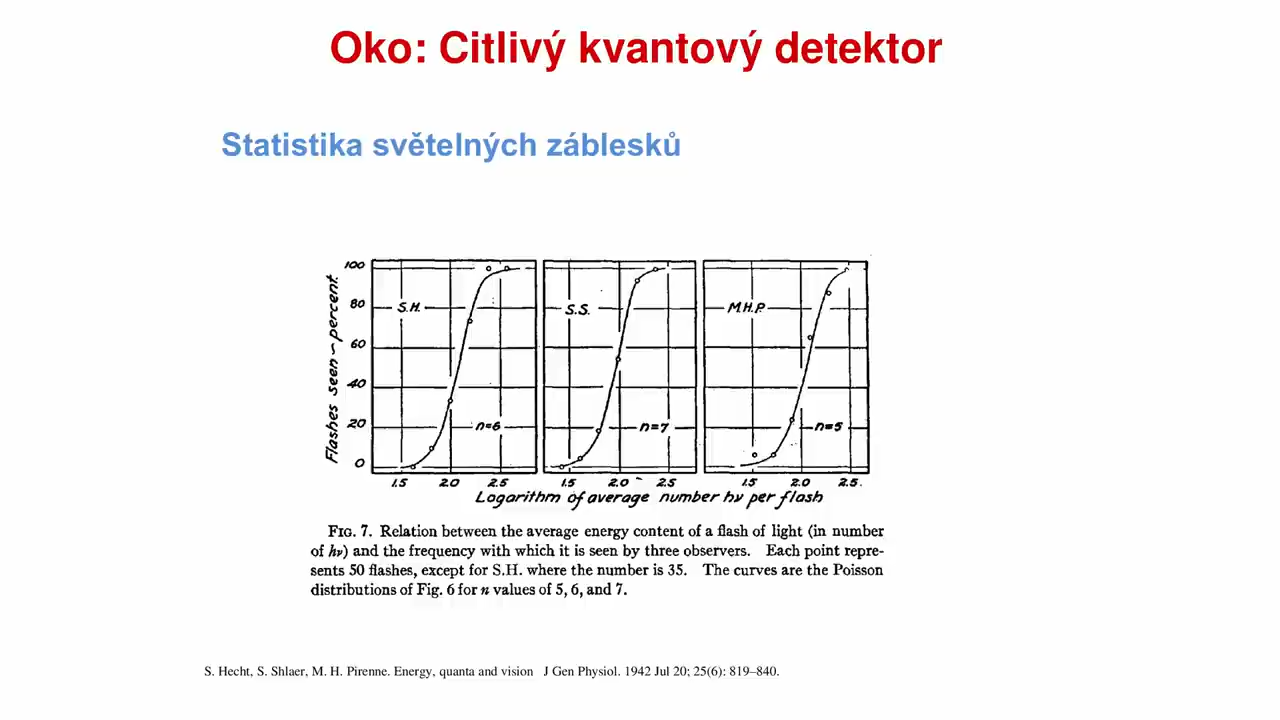 Oko: Citlivý kvantový detektor
Statistika světelných záblesků
Flashes seen ~ percent
100
80
60
40
20
0
S.H.
n=6
S.S.
n=7
M.H.P.
n=5
1.5 2.0 2.5 1.5 2.0 2.5 1.5 2.0 2.5
Logarithm of average number hν per flash
FIG. 7. Relation between the average energy content of a flash of light (in number
of hν) and the frequency with which it is seen by three observers. Each point repre-
sents 50 flashes, except for S.H. where the number is 35. The curves are the Poisson
distributions of Fig. 6 for n values of 5, 6, and 7.
S. Hecht, S. Shlaer, M. H. Pirenne. Energy, quanta and vision J Gen Physiol. 1942 Jul 20; 25(6): 819–840.